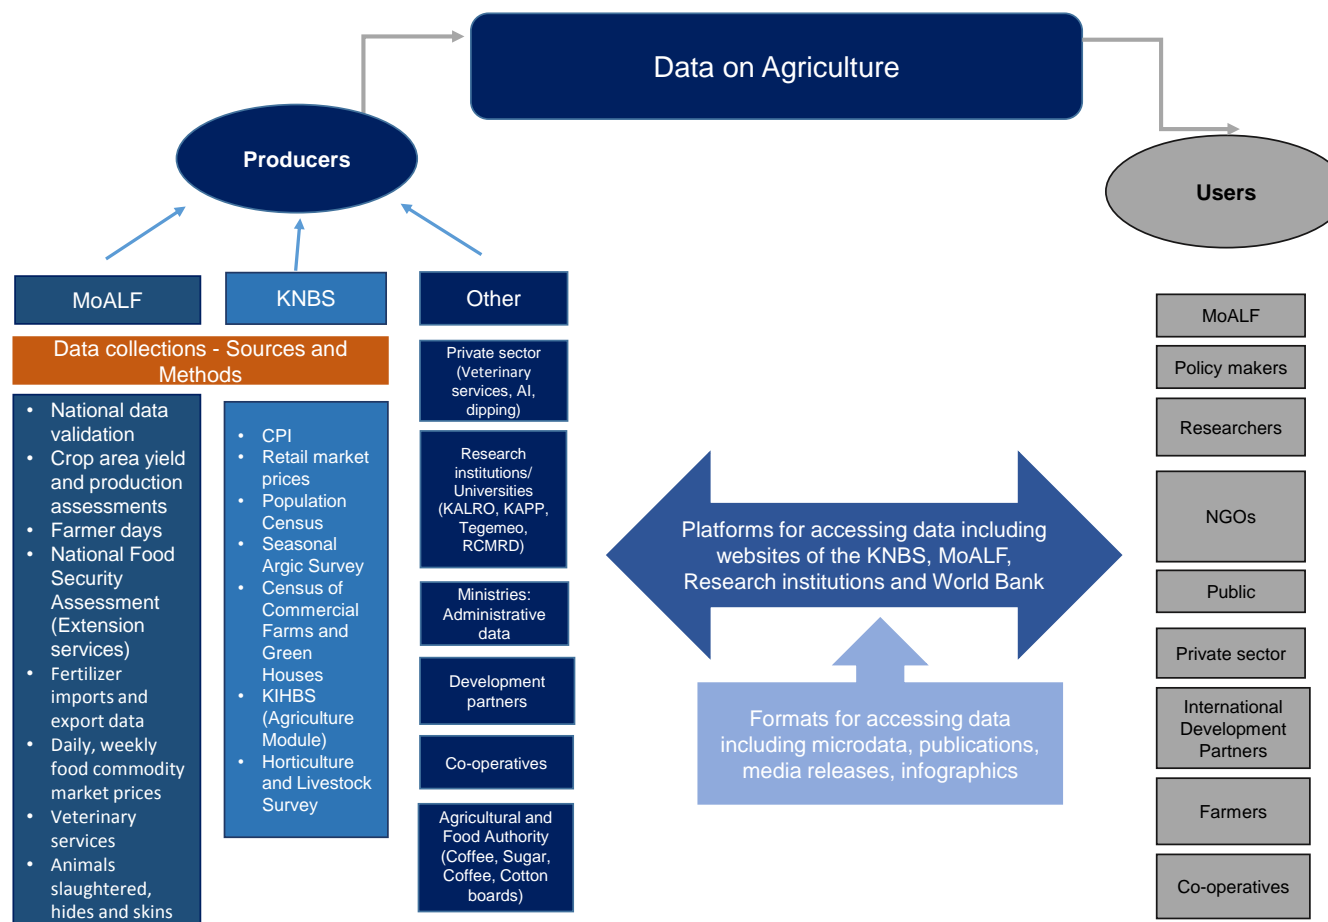 Data on Agriculture
Producers
Users
MoALF
KNBS
Other
Data collections - Sources and
Methods
• National data
validation
• Crop area yield
and production
assessments
• Farmer days
• National Food
Security
Assessment
(Extension
services)
• Fertilizer
imports and
export data
• Daily, weekly
food commodity
market prices
• Veterinary
services
• Animals
slaughtered,
hides and skins
• CPI
• Retail market
prices
• Population
Census
• Seasonal
Argic Survey
• Census of
Commercial
Farms and
Green
Houses
• KIHBS
(Agriculture
Module)
• Horticulture
and Livestock
Survey
Private sector
(Veterinary
services, AI,
dipping)
Research
institutions/
Universities
(KALRO, KAPP,
Tegemeo,
RCMRD)
Ministries:
Administrative
data
Development
partners
Co-operatives
Agricultural and
Food Authority
(Coffee, Sugar,
Coffee, Cotton
boards)
Platforms for accessing data including
websites of the KNBS, MoALF,
Research institutions and World Bank
Formats for accessing data
including microdata, publications,
media releases, infographics
MoALF
Policy makers
Researchers
NGOs
Public
Private sector
International
Development
Partners
Farmers
Co-operatives